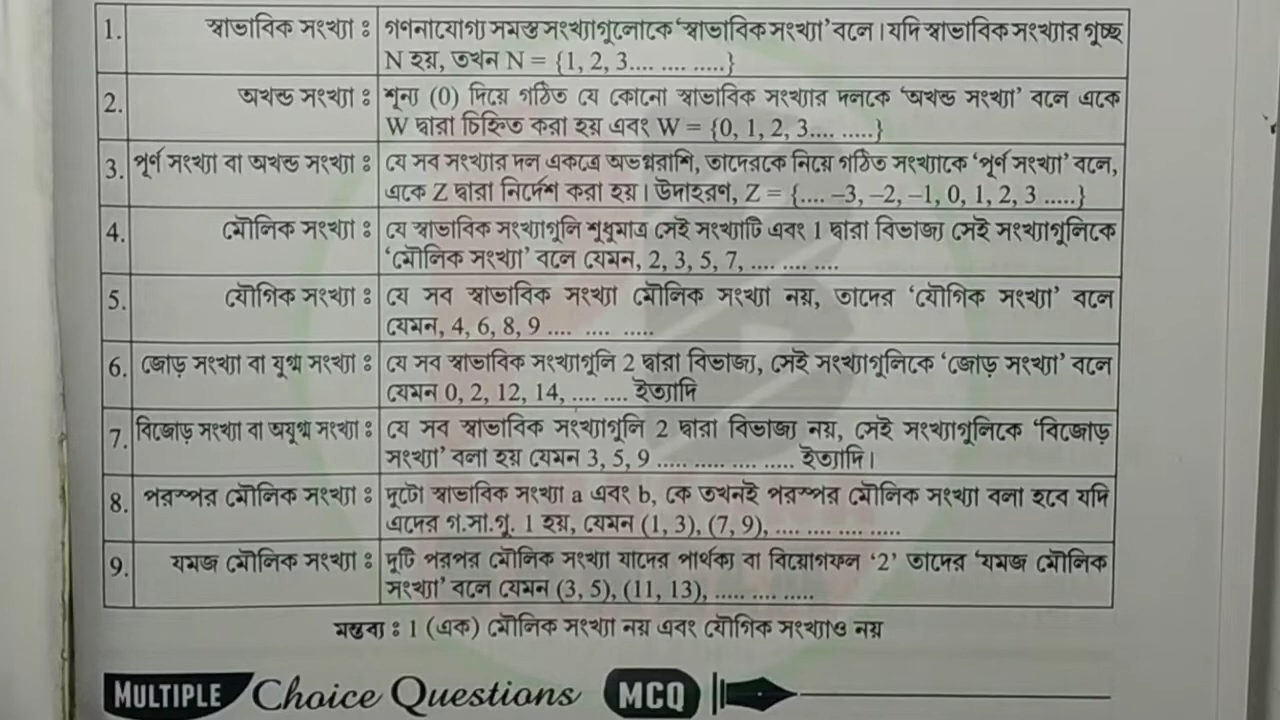 1. স্বাভাবিক সংখ্যা ঃ গণনাযোগ্য সমস্ত সংখ্যাগুলোকে 'স্বাভাবিক সংখ্যা' বলে। যদি স্বাভাবিক সংখ্যার গুচ্ছ
N হয়, তখন N = {1, 2, 3.... .... .....}
2. অখন্ড সংখ্যা ঃ শূন্য (0) দিয়ে গঠিত যে কোনো স্বাভাবিক সংখ্যার দলকে 'অখন্ড সংখ্যা' বলে একে
W দ্বারা চিহ্নিত করা হয় এবং W = {0, 1, 2, 3.... .....}
3. পূর্ণ সংখ্যা বা অখন্ড সংখ্যা ঃ যে সব সংখ্যার দল একত্রে অভগ্নরাশি, তাদেরকে নিয়ে গঠিত সংখ্যাকে 'পূর্ণ সংখ্যা' বলে,
একে Z দ্বারা নির্দেশ করা হয়। উদাহরণ, Z = {.... –3, –2, –1, 0, 1, 2, 3 .....}
4. মৌলিক সংখ্যা ঃ যে স্বাভাবিক সংখ্যাগুলি শুধুমাত্র সেই সংখ্যাটি এবং 1 দ্বারা বিভাজ্য সেই সংখ্যাগুলিকে
'মৌলিক সংখ্যা' বলে যেমন, 2, 3, 5, 7, .... .... ....
5. যৌগিক সংখ্যা ঃ যে সব স্বাভাবিক সংখ্যা মৌলিক সংখ্যা নয়, তাদের 'যৌগিক সংখ্যা' বলে
যেমন, 4, 6, 8, 9 .... .... .....
6. জোড় সংখ্যা বা যুগ্ম সংখ্যা ঃ যে সব স্বাভাবিক সংখ্যাগুলি 2 দ্বারা বিভাজ্য, সেই সংখ্যাগুলিকে 'জোড় সংখ্যা' বলে
যেমন 0, 2, 12, 14, .... .... ইত্যাদি
7. বিজোড় সংখ্যা বা অযুগ্ম সংখ্যা ঃ যে সব স্বাভাবিক সংখ্যাগুলি 2 দ্বারা বিভাজ্য নয়, সেই সংখ্যাগুলিকে 'বিজোড়
সংখ্যা' বলা হয় যেমন 3, 5, 9 ..... ..... .... ..... ইত্যাদি।
8. পরস্পর মৌলিক সংখ্যা ঃ দুটো স্বাভাবিক সংখ্যা a এবং b, কে তখনই পরস্পর মৌলিক সংখ্যা বলা হবে যদি
এদের গ.সা.গু. 1 হয়, যেমন (1, 3), (7, 9), .... .... .... .....
9. যমজ মৌলিক সংখ্যা ঃ দুটি পরপর মৌলিক সংখ্যা যাদের পার্থক্য বা বিয়োগফল '2' তাদের 'যমজ মৌলিক
সংখ্যা' বলে যেমন (3, 5), (11, 13), ..... .... .....
মন্তব্য ঃ 1 (এক) মৌলিক সংখ্যা নয় এবং যৌগিক সংখ্যাও নয়
MULTIPLE Choice Questions MCQ